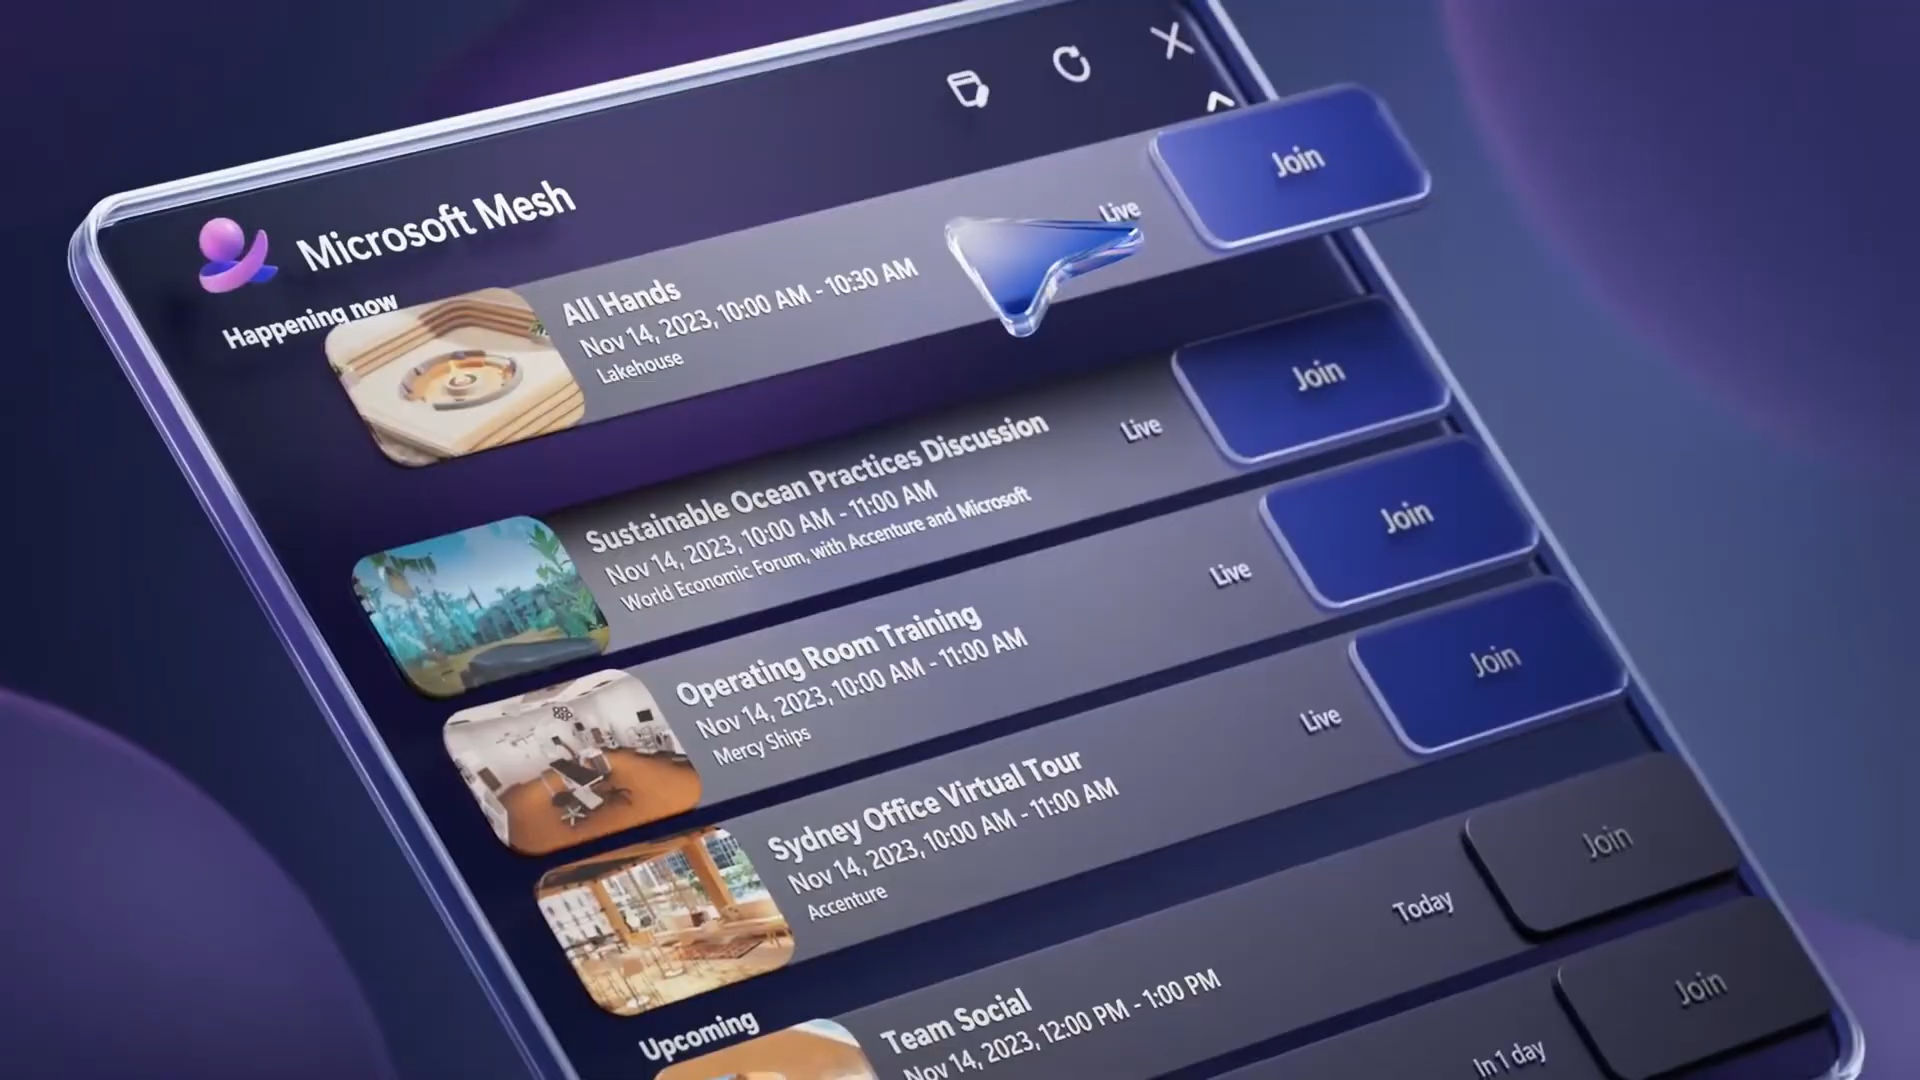 Microsoft Mesh
Happening now
All Hands
Nov 14, 2023, 10:00 AM - 10:30 AM
Lakehouse
Live
Join
Sustainable Ocean Practices Discussion
Nov 14, 2023, 10:00 AM - 11:00 AM
World Economic Forum, with Accenture and Microsoft
Live
Join
Operating Room Training
Nov 14, 2023, 10:00 AM - 11:00 AM
Mercy Ships
Live
Join
Sydney Office Virtual Tour
Nov 14, 2023, 10:00 AM - 11:00 AM
Accenture
Live
Join
Upcoming
Team Social
Nov 14, 2023, 12:00 PM - 1:00 PM
Today
Join
In 1 day
Join